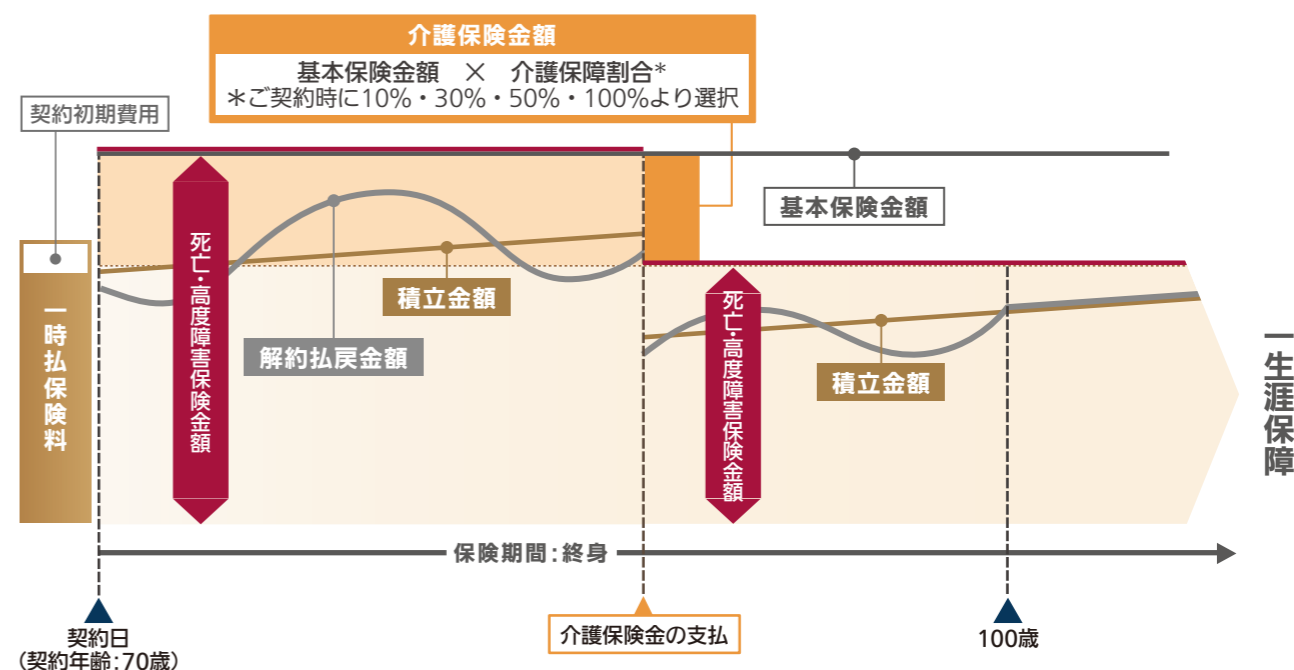 介護保険金額
基本保険金額 × 介護保障割合*
*ご契約時に10%・30%・50%・100%より選択
契約初期費用
基本保険金額
死亡・高度障害保険金額
積立金額
解約払戻金額
一時払保険料
死亡・高度障害保険金額
積立金額
一生涯保障
保険期間:終身
契約日
(契約年齢:70歳)
介護保険金の支払
100歳